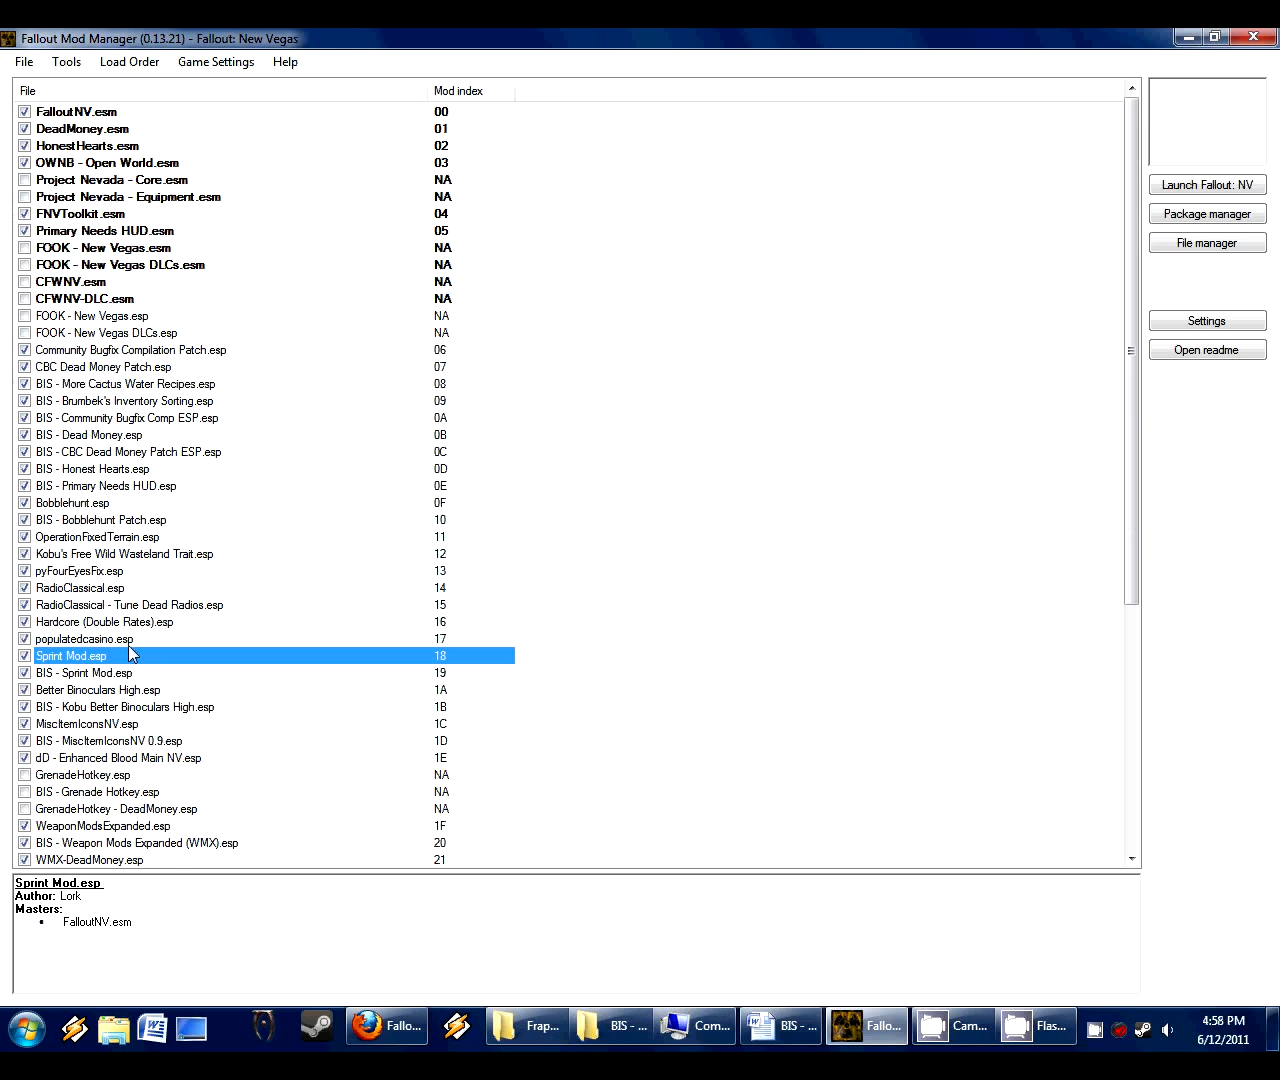 Fallout Mod Manager (0.13.21) - Fallout: New Vegas
File Tools Load Order Game Settings Help
File Mod index
FalloutNV.esm 00
DeadMoney.esm 01
HonestHearts.esm 02
OWNB - Open World.esm 03
Project Nevada - Core.esm NA
Project Nevada - Equipment.esm NA
FNVToolkit.esm 04
Primary Needs HUD.esm 05
FOOK - New Vegas.esm NA
FOOK - New Vegas DLCs.esm NA
CFWNV.esm NA
CFWNV-DLC.esm NA
FOOK - New Vegas.esp NA
FOOK - New Vegas DLCs.esp NA
Community Bugfix Compilation Patch.esp 06
CBC Dead Money Patch.esp 07
BIS - More Cactus Water Recipes.esp 08
BIS - Brumbek's Inventory Sorting.esp 09
BIS - Community Bugfix Comp ESP.esp 0A
BIS - Dead Money.esp 0B
BIS - CBC Dead Money Patch ESP.esp 0C
BIS - Honest Hearts.esp 0D
BIS - Primary Needs HUD.esp 0E
Bobblehunt.esp 0F
BIS - Bobblehunt Patch.esp 10
OperationFixedTerrain.esp 11
Kobu's Free Wild Wasteland Trait.esp 12
pyFourEyesFix.esp 13
RadioClassical.esp 14
RadioClassical - Tune Dead Radios.esp 15
Hardcore (Double Rates).esp 16
populatedcasino.esp 17
Sprint Mod.esp 18
BIS - Sprint Mod.esp 19
Better Binoculars High.esp 1A
BIS - Kobu Better Binoculars High.esp 1B
MiscItemIconsNV.esp 1C
BIS - MiscItemIconsNV 0.9.esp 1D
dD - Enhanced Blood Main NV.esp 1E
GrenadeHotkey.esp NA
BIS - Grenade Hotkey.esp NA
GrenadeHotkey - DeadMoney.esp NA
WeaponModsExpanded.esp 1F
BIS - Weapon Mods Expanded (WMX).esp 20
WMX-DeadMoney.esp 21
Launch Fallout: NV
Package manager
File manager
Settings
Open readme
Sprint Mod.esp
Author: Lork
Masters:
• FalloutNV.esm
Fallo... Frap... BIS - ... Com... BIS - ... Fallo... Cam... Flas...
4:58 PM
6/12/2011